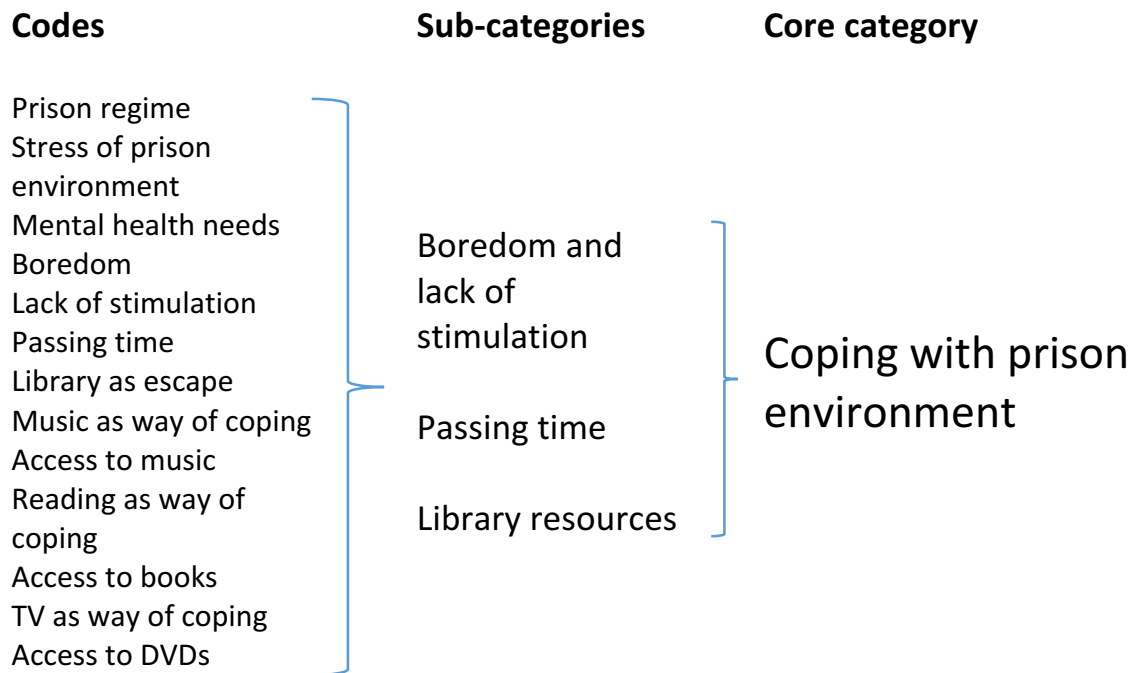 Codes
Sub-categories
Core category
Prison regime
Stress of prison
environment
Mental health needs
Boredom
Lack of stimulation
Passing time
Library as escape
Music as way of coping
Access to music
Reading as way of
coping
Access to books
TV as way of coping
Access to DVDs
Boredom and
lack of
stimulation
Passing time
Library resources
Coping with prison
environment